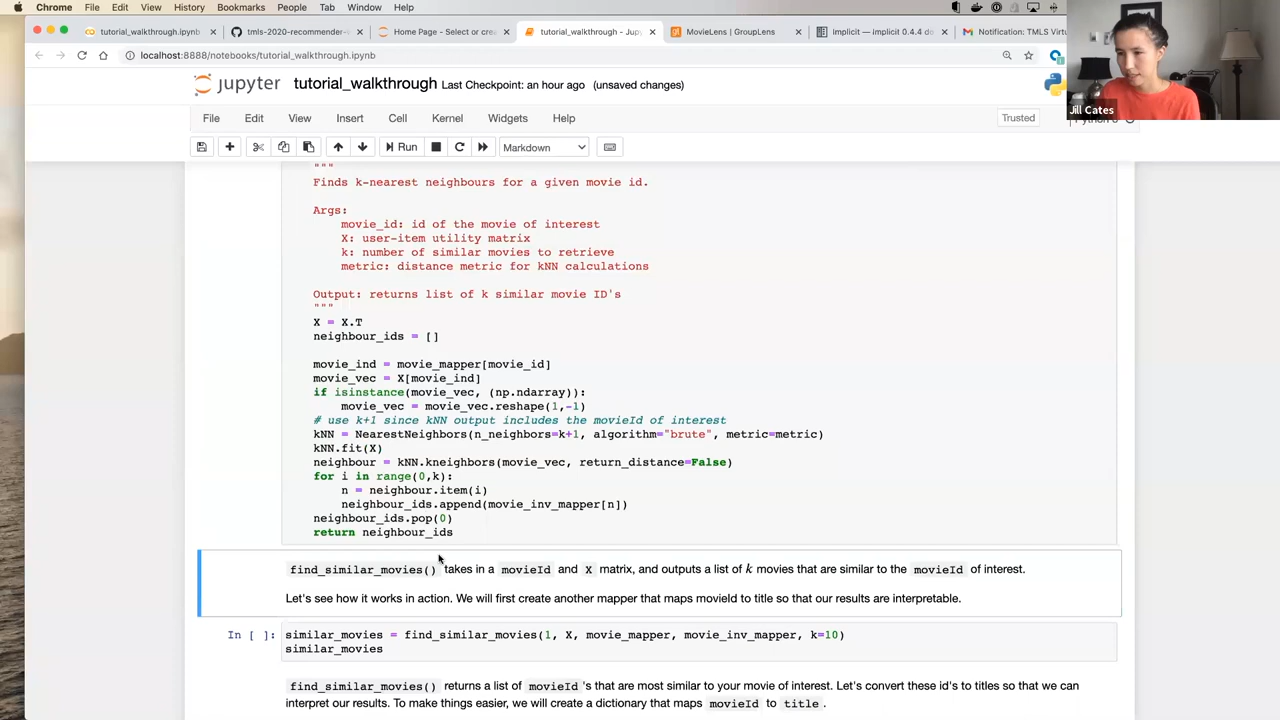 Chrome File Edit View History Bookmarks People Tab Window Help
tutorial_walkthrough.ipynb
tmls-2020-recommender-
Home Page - Select or cre
tutorial_walkthrough - Jup
MovieLens | GroupLens
Implicit — implicit 0.4.4 do
Notification: TMLS Virtu
localhost:8888/notebooks/tutorial_walkthrough.ipynb
Jill Cates
jupyter tutorial_walkthrough Last Checkpoint: an hour ago (unsaved changes)
File Edit View Insert Cell Kernel Widgets Help Trusted
Run Markdown
"""
Finds k-nearest neighbours for a given movie id.
Args:
movie_id: id of the movie of interest
X: user-item utility matrix
k: number of similar movies to retrieve
metric: distance metric for kNN calculations
Output: returns list of k similar movie ID's
"""
X = X.T
neighbour_ids = []
movie_ind = movie_mapper[movie_id]
movie_vec = X[movie_ind]
if isinstance(movie_vec, (np.ndarray)):
movie_vec = movie_vec.reshape(1,-1)
# use k+1 since kNN output includes the movieId of interest
kNN = NearestNeighbors(n_neighbors=k+1, algorithm="brute", metric=metric)
kNN.fit(X)
neighbour = kNN.kneighbors(movie_vec, return_distance=False)
for i in range(0,k):
n = neighbour.item(i)
neighbour_ids.append(movie_inv_mapper[n])
neighbour_ids.pop(0)
return neighbour_ids
find_similar_movies() takes in a movieId and X matrix, and outputs a list of k movies that are similar to the movieId of interest.
Let's see how it works in action. We will first create another mapper that maps movieId to title so that our results are interpretable.
In [ ]: similar_movies = find_similar_movies(1, X, movie_mapper, movie_inv_mapper, k=10)
similar_movies
find_similar_movies() returns a list of movieId 's that are most similar to your movie of interest. Let's convert these id's to titles so that we can
interpret our results. To make things easier, we will create a dictionary that maps movieId to title .